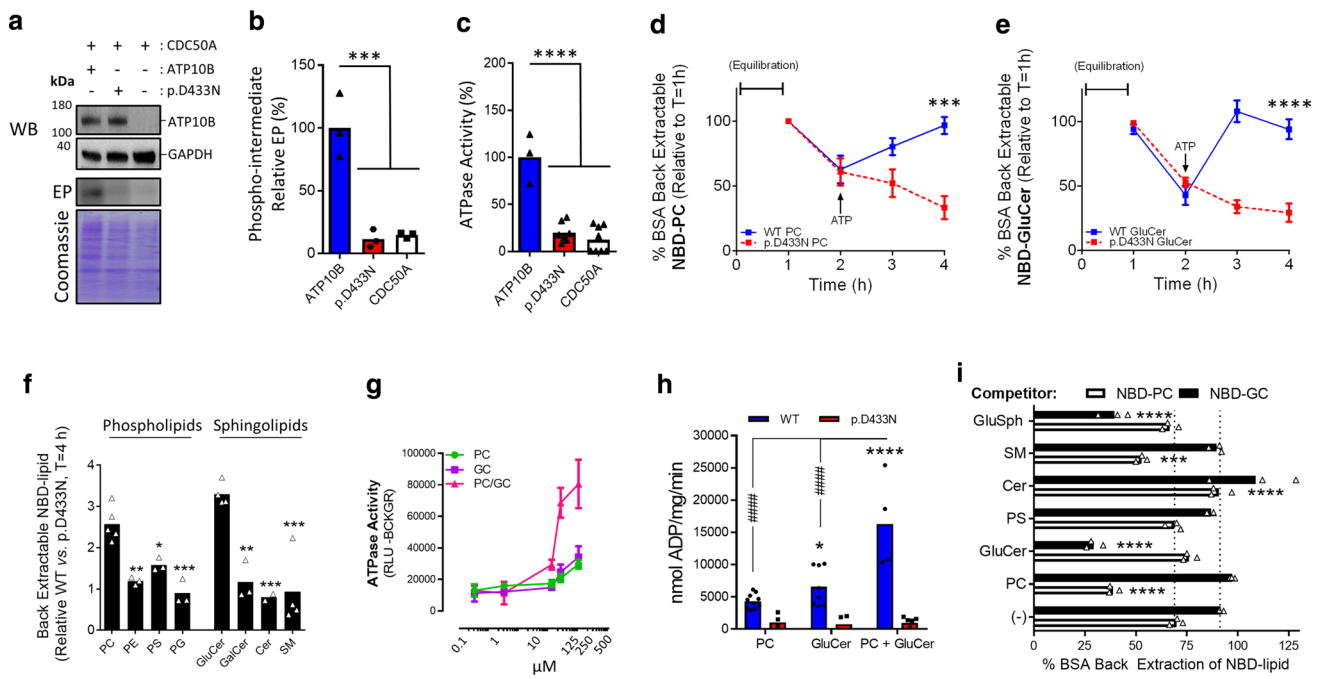 a
+ + + : CDC50A
+ - - : ATP10B
- + - : p.D433N
kDa
180
100
40
WB
ATP10B
GAPDH
EP
Coomassie
b
Phospho-intermediate
Relative EP (%)
***
150
100
50
0
ATP10B
p.D433N
CDC50A
c
ATPase Activity (%)
****
200
150
100
50
0
ATP10B
p.D433N
CDC50A
d
% BSA Back Extractable
NBD-PC (Relative to T=1h)
(Equilibration)
***
100
50
0
ATP
WT PC
p.D433N PC
0 1 2 3 4
Time (h)
e
% BSA Back Extractable
NBD-GluCer (Relative to T=1h)
(Equilibration)
****
100
50
0
ATP
WT GluCer
p.D433N GluCer
0 1 2 3 4
Time (h)
f
Back Extractable NBD-lipid
(Relative WT vs. p.D433N, T=4 h)
Phospholipids Sphingolipids
4
3
2
1
0
** * *** ** *** ***
PC PE PS PG GluCer GalCer Cer SM
g
PC
GC
PC/GC
ATPase Activity
(RLU -BCKGR)
100000
80000
60000
40000
20000
0
0.1 1 10 125 250 500
µM
h
WT p.D433N
nmol ADP/mg/min
30000
25000
20000
15000
10000
5000
0
#### #### ****
*
PC GluCer PC + GluCer
i
Competitor: NBD-PC NBD-GC
GluSph ****
SM ***
Cer ****
PS
GluCer ****
PC ****
(-)
0 25 50 75 100 125
% BSA Back Extraction of NBD-lipid